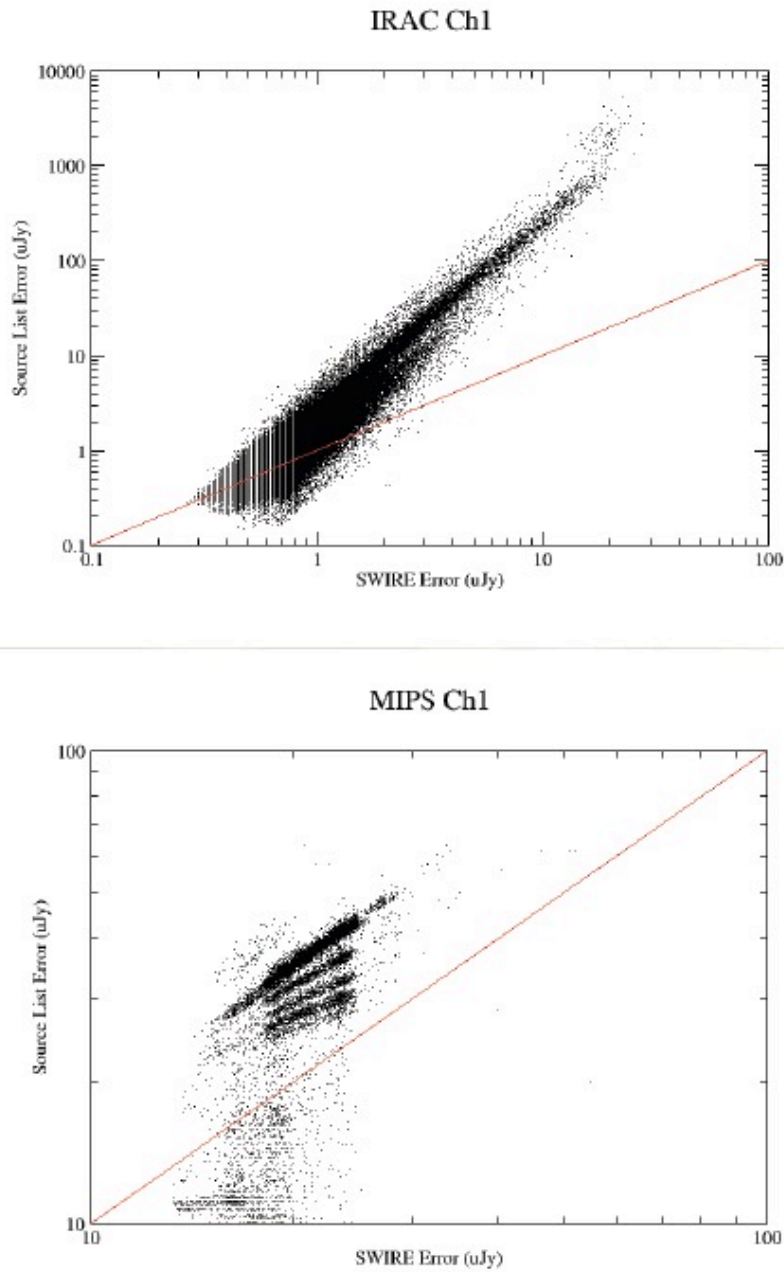 IRAC Ch1
10000
1000
100
10
1
0.1
Source List Error (uJy)
0.1 1 10 100
SWIRE Error (uJy)
MIPS Ch1
100
10
Source List Error (uJy)
10 100
SWIRE Error (uJy)